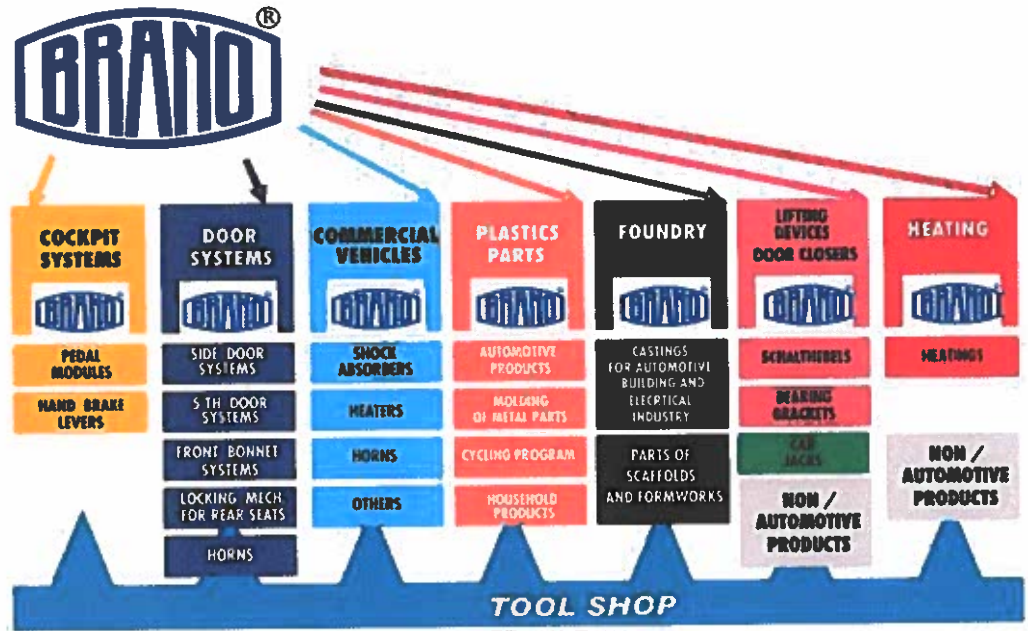 BRANO ®
COCKPIT
SYSTEMS
BRANO ®
PEDAL
MODULES
HAND BRAKE
LEVERS
DOOR
SYSTEMS
BRANO ®
SIDE DOOR
SYSTEMS
5 TH DOOR
SYSTEMS
FRONT BONNET
SYSTEMS
LOCKING MECH.
FOR REAR SEATS
HORNS
COMMERCIAL
VEHICLES
BRANO ®
SHOCK
ABSORBERS
HEATERS
HORNS
OTHERS
PLASTICS
PARTS
BRANO ®
AUTOMOTIVE
PRODUCTS
MOLDING
OF METAL PARTS
CYCLING PROGRAM
HOUSEHOLD
PRODUCTS
FOUNDRY
BRANO ®
CASTINGS
FOR AUTOMOTIVE
BUILDING AND
ELECRTICAL
INDUSTRY
PARTS OF
SCAFFOLDS
AND FORMWORKS
LIFTING
DEVICES
DOOR CLOSERS
BRANO ®
SCHALTHEBELS
BEARING
BRACKETS
CAR
JACKS
NON /
AUTOMOTIVE
PRODUCTS
HEATING
BRANO ®
HEATINGS
NON /
AUTOMOTIVE
PRODUCTS
TOOL SHOP